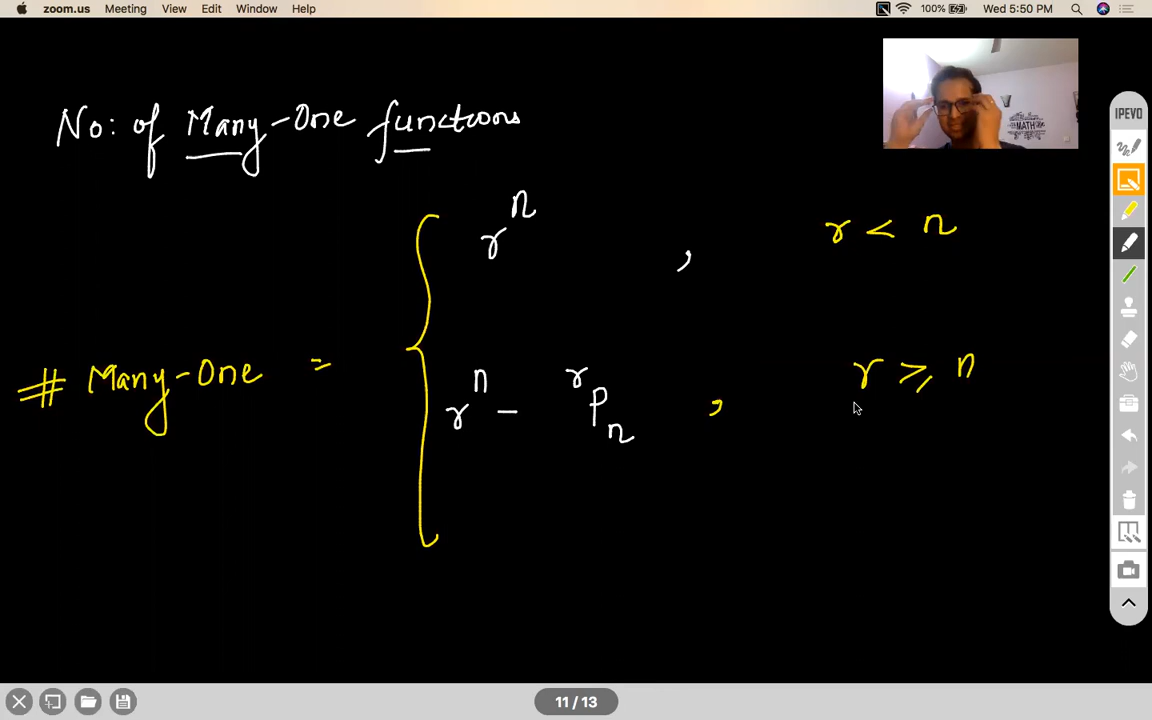 zoom.us Meeting View Edit Window Help 100% Wed 5:50 PM
IPEVO
MATH
No: of Many-One functions
r^n , r < n
# Many-One =
r^n - ^rP_n , r ≥ n
11 / 13